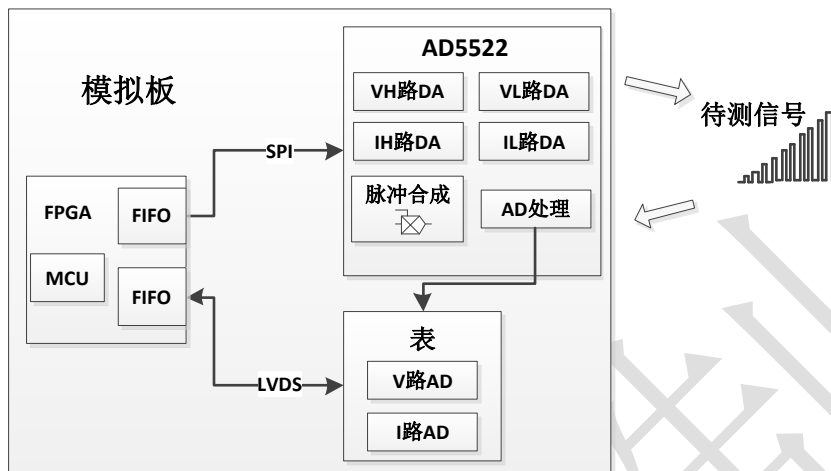 模拟板
AD5522
VH路DA
VL路DA
IH路DA
IL路DA
脉冲合成
AD处理
待测信号
SPI
FPGA
FIFO
MCU
FIFO
LVDS
表
V路AD
I路AD